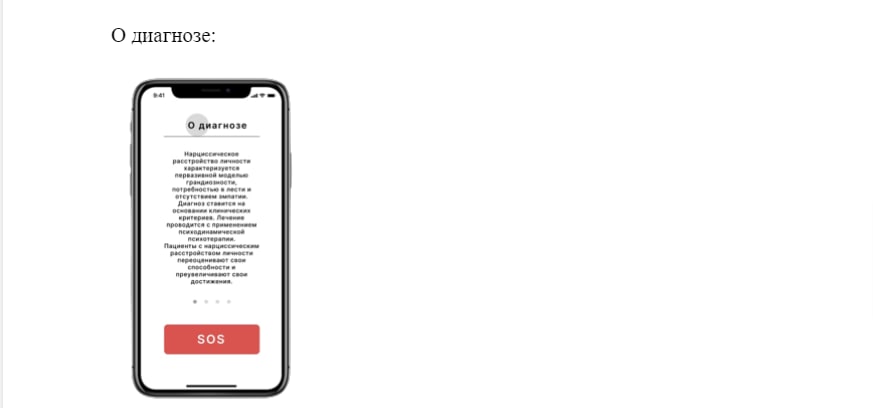 О диагнозе:
9:41
О диагнозе
Нарциссическое
расстройство личности
характеризуется
первазивной моделью
грандиозности,
потребностью в лести и
отсутствием эмпатии.
Диагноз ставится на
основании клинических
критериев. Лечение
проводится с применением
психодинамической
психотерапии.
Пациенты с нарциссическим
расстройством личности
переоценивают свои
способности и
преувеличивают свои
достижения.
SOS